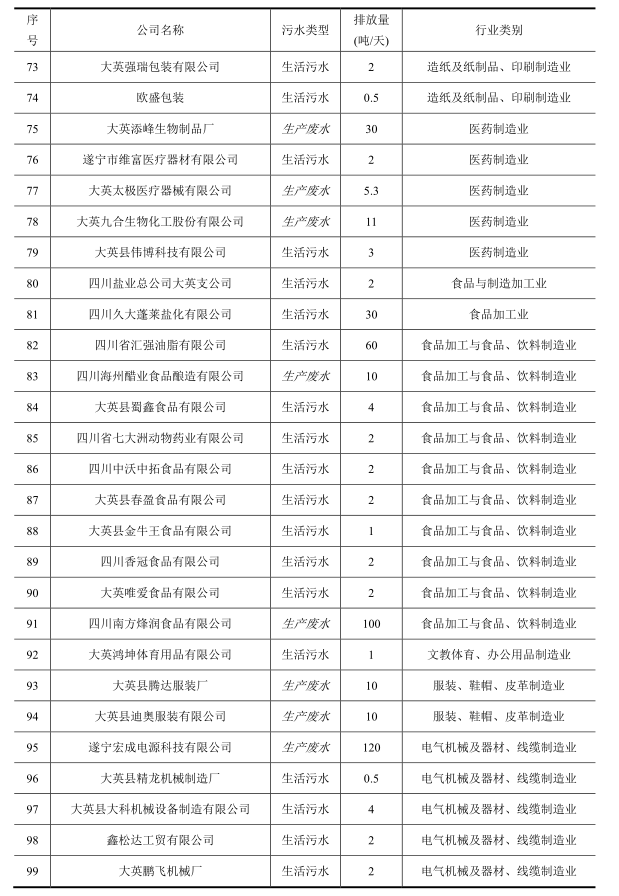 序号 公司名称 污水类型 排放量(吨/天) 行业类别
73 大英强瑞包装有限公司 生活污水 2 造纸及纸制品、印刷制造业
74 欧盛包装 生活污水 0.5 造纸及纸制品、印刷制造业
75 大英添峰生物制品厂 生产废水 30 医药制造业
76 遂宁市维富医疗器材有限公司 生活污水 2 医药制造业
77 大英太极医疗器械有限公司 生产废水 5.3 医药制造业
78 大英九合生物化工股份有限公司 生产废水 11 医药制造业
79 大英县伟博科技有限公司 生活污水 3 医药制造业
80 四川盐业总公司大英支公司 生活污水 2 食品与制造加工业
81 四川久大蓬莱盐化有限公司 生活污水 30 食品加工业
82 四川省汇强油脂有限公司 生活污水 60 食品加工与食品、饮料制造业
83 四川海州醋业食品酿造有限公司 生产废水 10 食品加工与食品、饮料制造业
84 大英县蜀鑫食品有限公司 生活污水 4 食品加工与食品、饮料制造业
85 四川省七大洲动物药业有限公司 生活污水 2 食品加工与食品、饮料制造业
86 四川中沃中拓食品有限公司 生活污水 2 食品加工与食品、饮料制造业
87 大英县春盈食品有限公司 生活污水 2 食品加工与食品、饮料制造业
88 大英县金牛王食品有限公司 生活污水 1 食品加工与食品、饮料制造业
89 四川香冠食品有限公司 生活污水 2 食品加工与食品、饮料制造业
90 大英唯爱食品有限公司 生活污水 2 食品加工与食品、饮料制造业
91 四川南方烽润食品有限公司 生产废水 100 食品加工与食品、饮料制造业
92 大英鸿坤体育用品有限公司 生活污水 1 文教体育、办公用品制造业
93 大英县腾达服装厂 生产废水 10 服装、鞋帽、皮革制造业
94 大英县迪奥服装有限公司 生产废水 10 服装、鞋帽、皮革制造业
95 遂宁宏成电源科技有限公司 生产废水 120 电气机械及器材、线缆制造业
96 大英县精龙机械制造厂 生活污水 0.5 电气机械及器材、线缆制造业
97 大英县大科机械设备制造有限公司 生活污水 4 电气机械及器材、线缆制造业
98 鑫松达工贸有限公司 生活污水 2 电气机械及器材、线缆制造业
99 大英鹏飞机械厂 生活污水 2 电气机械及器材、线缆制造业